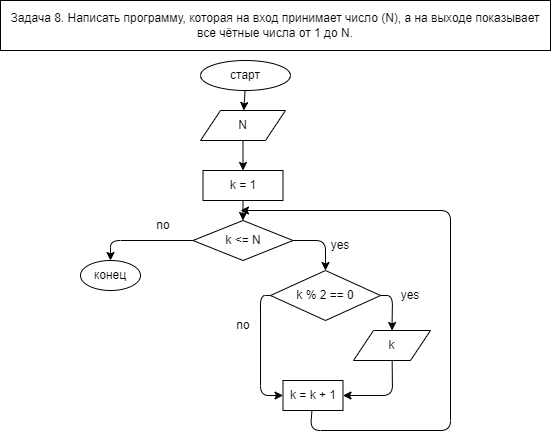 Задача 8. Написать программу, которая на вход принимает число (N), а на выходе показывает
все чётные числа от 1 до N.
старт
N
k = 1
no
k <= N
yes
конец
k % 2 == 0
yes
no
k
k = k + 1